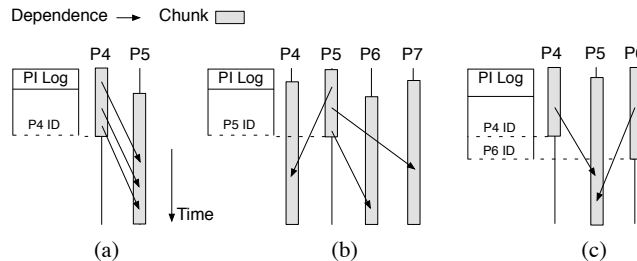 Dependence Chunk
P4 P5
PI Log
P4 ID
Time
(a)
P4 P5 P6 P7
PI Log
P5 ID
(b)
P4 P5
PI Log
P4 ID
P6 ID
(c)